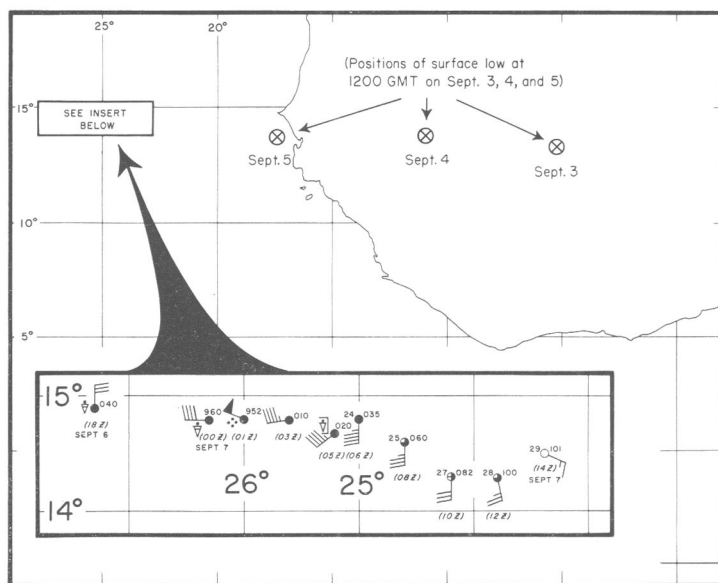 25° 20°
(Positions of surface low at
1200 GMT on Sept. 3, 4, and 5)
15°
SEE INSERT
BELOW
Sept. 5
Sept. 4
Sept. 3
10°
5°
15°
040
(18Z)
SEPT 6
960
(00Z)
SEPT 7
952
(01Z)
010
(03Z)
020
(05Z)
24 035
(06Z)
25 060
(08Z)
27 082
(10Z)
28 100
(12Z)
29 101
(14Z)
SEPT 7
26° 25°
14°